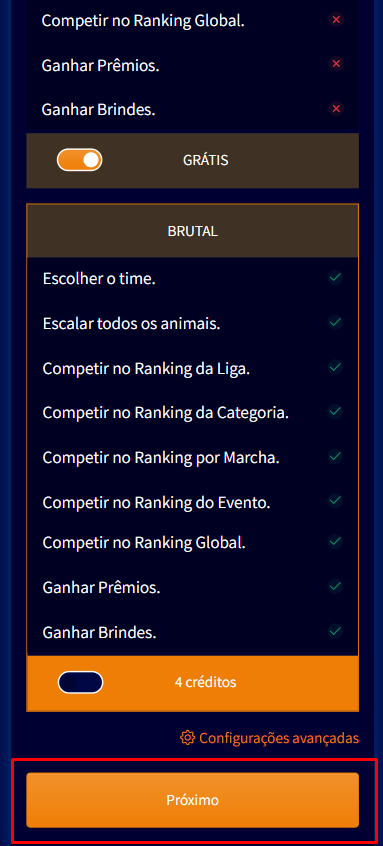 Competir no Ranking Global.
Ganhar Prêmios.
Ganhar Brindes.
GRÁTIS
BRUTAL
Escolher o time.
Escalar todos os animais.
Competir no Ranking da Liga.
Competir no Ranking da Categoria.
Competir no Ranking por Marcha.
Competir no Ranking do Evento.
Competir no Ranking Global.
Ganhar Prêmios.
Ganhar Brindes.
4 créditos
Configurações avançadas
Próximo